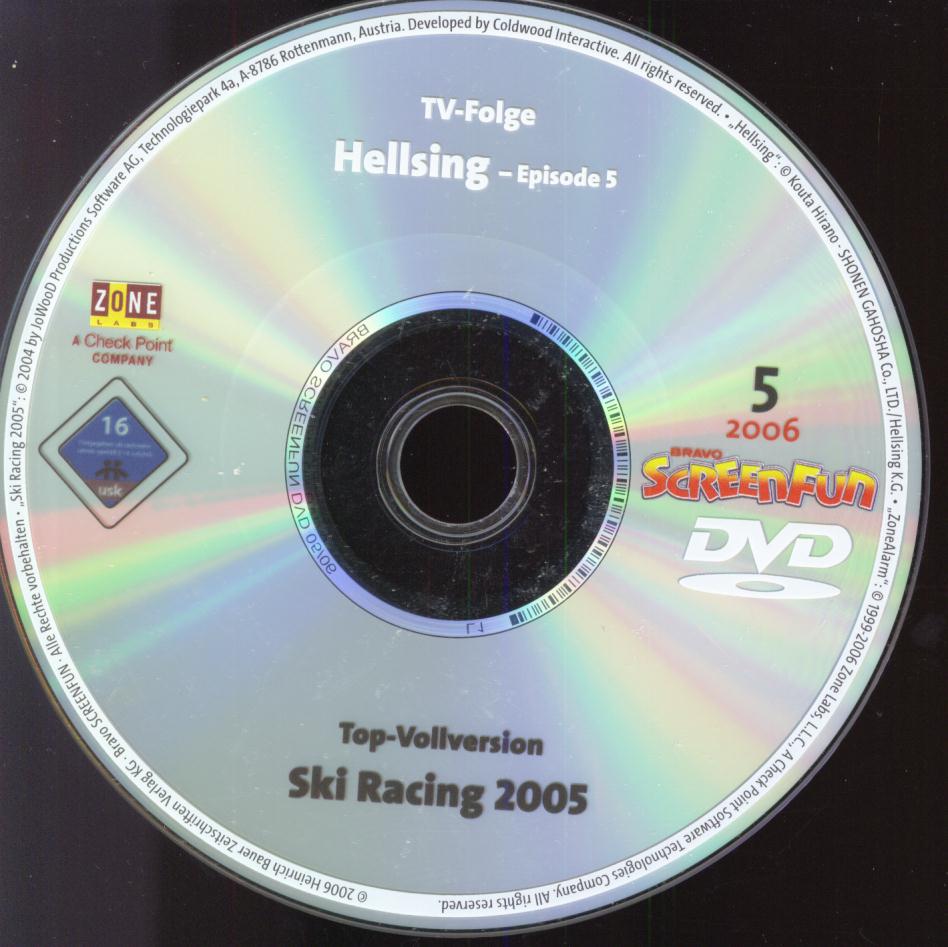 TV-Folge
Hellsing – Episode 5
ZONE
LABS
A Check Point
COMPANY
16
usk
5
2006
BRAVO
SCREENFUN
DVD
BRAVO SCREENFUN DVD 05/06
L1
Top-Vollversion
Ski Racing 2005
© 2006 Heinrich Bauer Zeitschriften Verlag KG · Bravo SCREENFUN · Alle Rechte vorbehalten • „Ski Racing 2005“: © 2004 by JoWooD Productions Software AG, Technologiepark 4a, A-8786 Rottenmann, Austria. Developed by Coldwood Interactive. All rights reserved. • „Hellsing“: © Kouta Hirano · SHONEN GAHOSHA Co., LTD./Hellsing K.G. • „ZoneAlarm“: © 1999-2006 Zone Labs, L.L.C., A Check Point Software Technologies Company. All rights reserved.